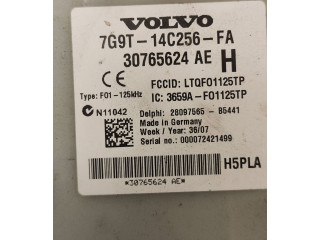 VOLVO
7G9T-14C256-FA
30765624 AE H
FCCID: LTQFO1125TP
Type: FO1-125kHz
IC: 3659A-FO1125TP
N11042
Delphi: 28097565 - B5441
Made in Germany
Week / Year: 36/07
Serial no.: 000072421499
CE
H5PLA
*30765624 AE*